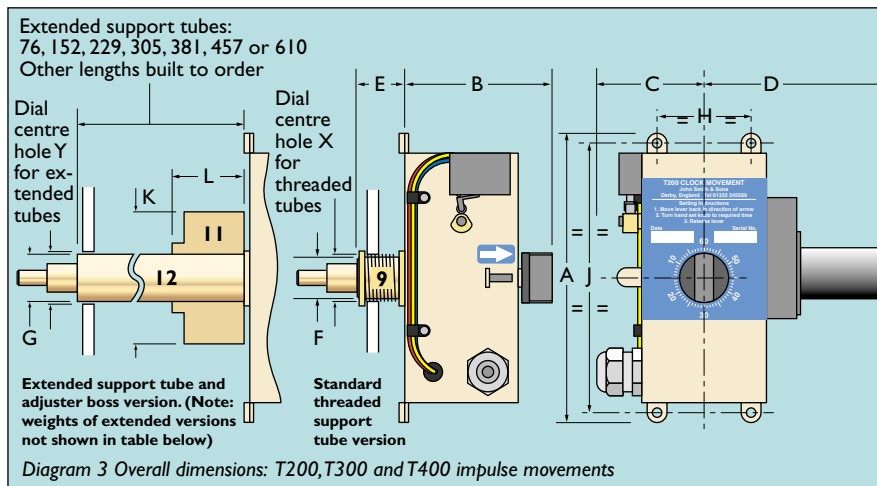 Extended support tubes:
76, 152, 229, 305, 381, 457 or 610
Other lengths built to order
Dial
centre
hole Y
for ex-
tended
tubes
Dial
centre
hole X
for
threaded
tubes
E
B
C
D
= H =
L
K
11
12
9
G
F
A
J
=
=
=
=
T200 CLOCK MOVEMENT
John Smith & Sons
Derby, England Tel 01332 345569
Setting Instructions
1. Move lever back in direction of arrow
2. Turn hand set knob to required time
3. Release lever
Date
Serial No.
60
10
50
20
40
30
Extended support tube and
adjuster boss version. (Note:
weights of extended versions
not shown in table below)
Standard
threaded
support
tube version
Diagram 3 Overall dimensions: T200, T300 and T400 impulse movements